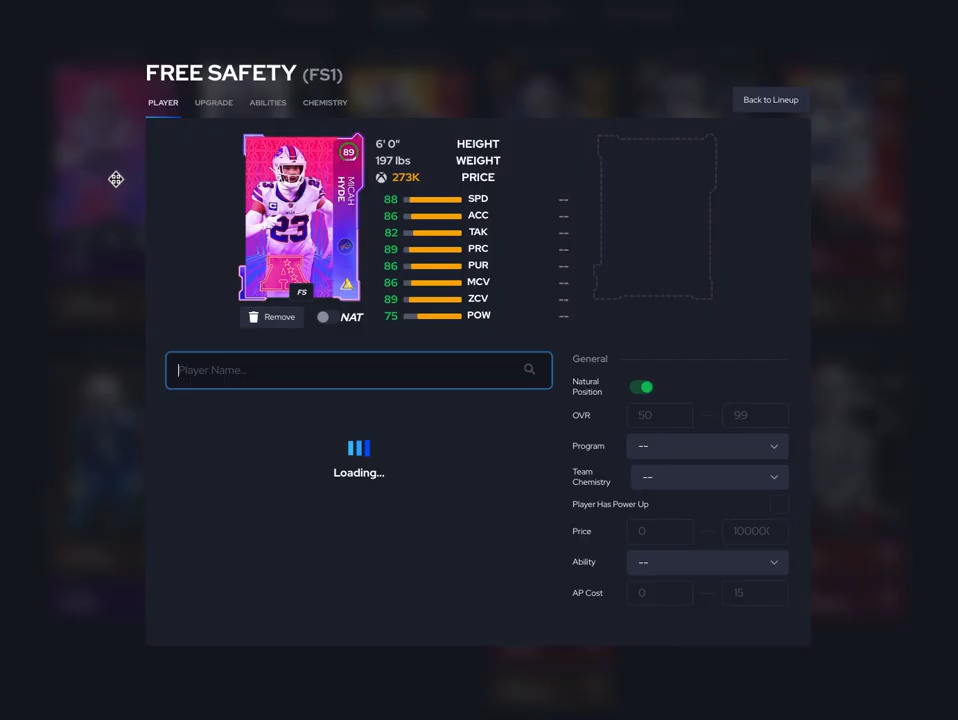 FREE SAFETY (FS1)
PLAYER UPGRADE ABILITIES CHEMISTRY
Back to Lineup
89
MICAH HYDE
23
FS
6' 0" HEIGHT
197 lbs WEIGHT
273K PRICE
88 SPD --
86 ACC --
82 TAK --
89 PRC --
86 PUR --
86 MCV --
89 ZCV --
75 POW --
Remove NAT
Player Name...
Loading...
General
Natural Position
OVR 50 99
Program --
Team Chemistry --
Player Has Power Up
Price 0 100000
Ability --
AP Cost 0 15